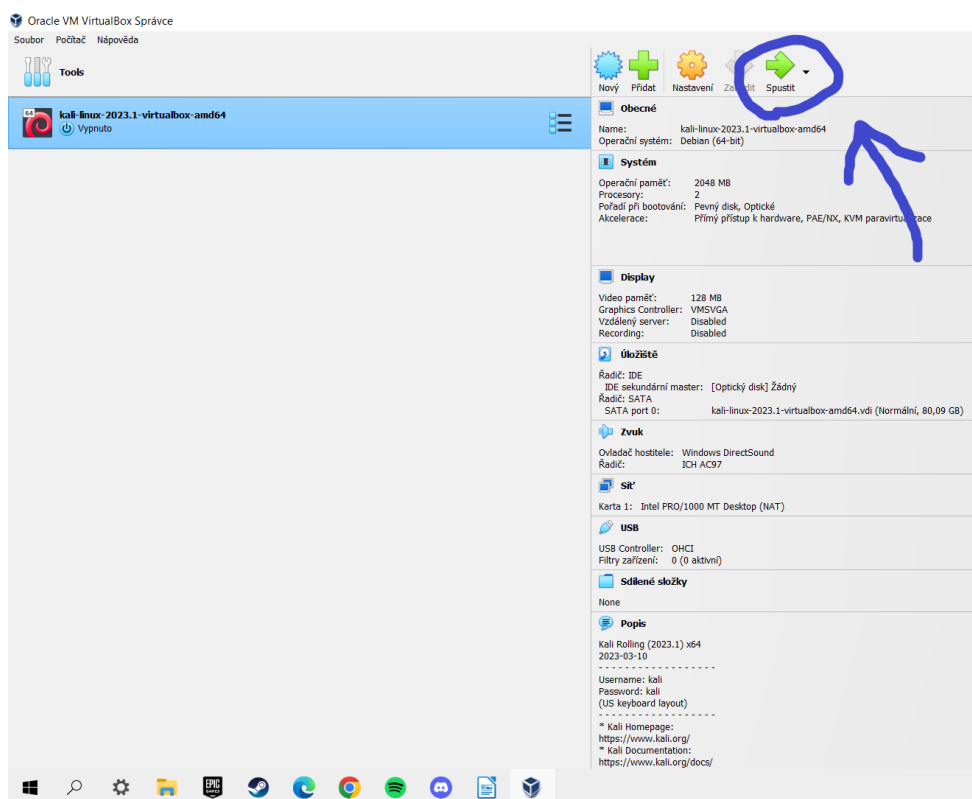 Oracle VM VirtualBox Správce
Soubor Počítač Nápověda
Tools
kali-linux-2023.1-virtualbox-amd64
Vypnuto
Nový Přidat Nastavení Spustit
Obecné
Name: kali-linux-2023.1-virtualbox-amd64
Operační systém: Debian (64-bit)
Systém
Operační paměť: 2048 MB
Procesory: 2
Pořadí při bootování: Pevný disk, Optické
Akcelerace: Přímý přístup k hardware, PAE/NX, KVM paravirtualizace
Display
Video paměť: 128 MB
Graphics Controller: VMSVGA
Vzdálený server: Disabled
Recording: Disabled
Úložiště
Řadič: IDE
IDE sekundární master: [Optický disk] Žádný
Řadič: SATA
SATA port 0: kali-linux-2023.1-virtualbox-amd64.vdi (Normální, 80,09 GB)
Zvuk
Ovladač hostitele: Windows DirectSound
Řadič: ICH AC97
Síť
Karta 1: Intel PRO/1000 MT Desktop (NAT)
USB
USB Controller: OHCI
Filtry zařízení: 0 (0 aktivní)
Sdílené složky
None
Popis
Kali Rolling (2023.1) x64
2023-03-10
- - - - - - - - - - - - - - - - - -
Username: kali
Password: kali
(US keyboard layout)
- - - - - - - - - - - - - - - - - -
* Kali Homepage:
https://www.kali.org/
* Kali Documentation:
https://www.kali.org/docs/
EPIC GAMES